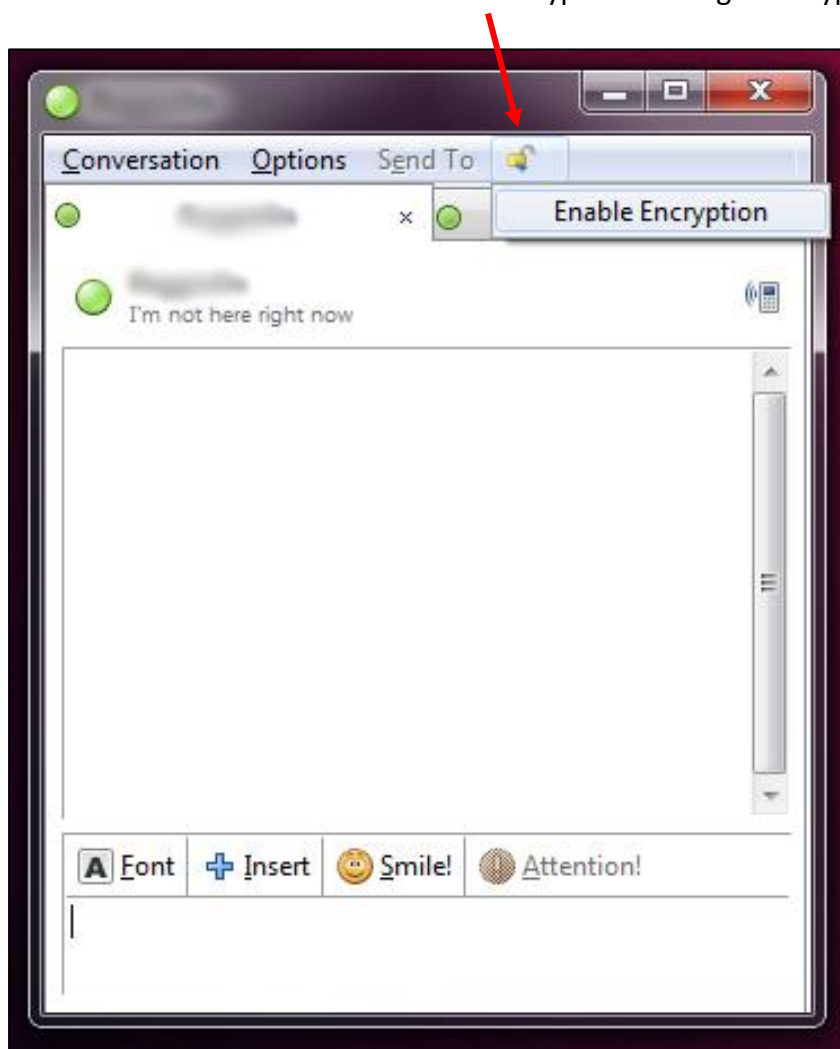 Conversation Options Send To
Enable Encryption
I'm not here right now
Font Insert Smile! Attention!